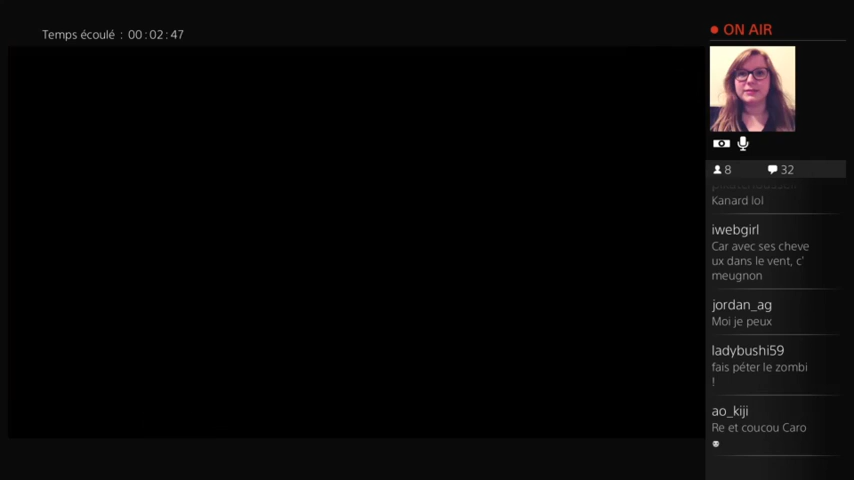 Temps écoulé : 00:02:47
ON AIR
8 32
Kanard lol
iwebgirl
Car avec ses cheve
ux dans le vent, c'
meugnon
jordan_ag
Moi je peux
ladybushi59
fais péter le zombi
!
ao_kiji
Re et coucou Caro